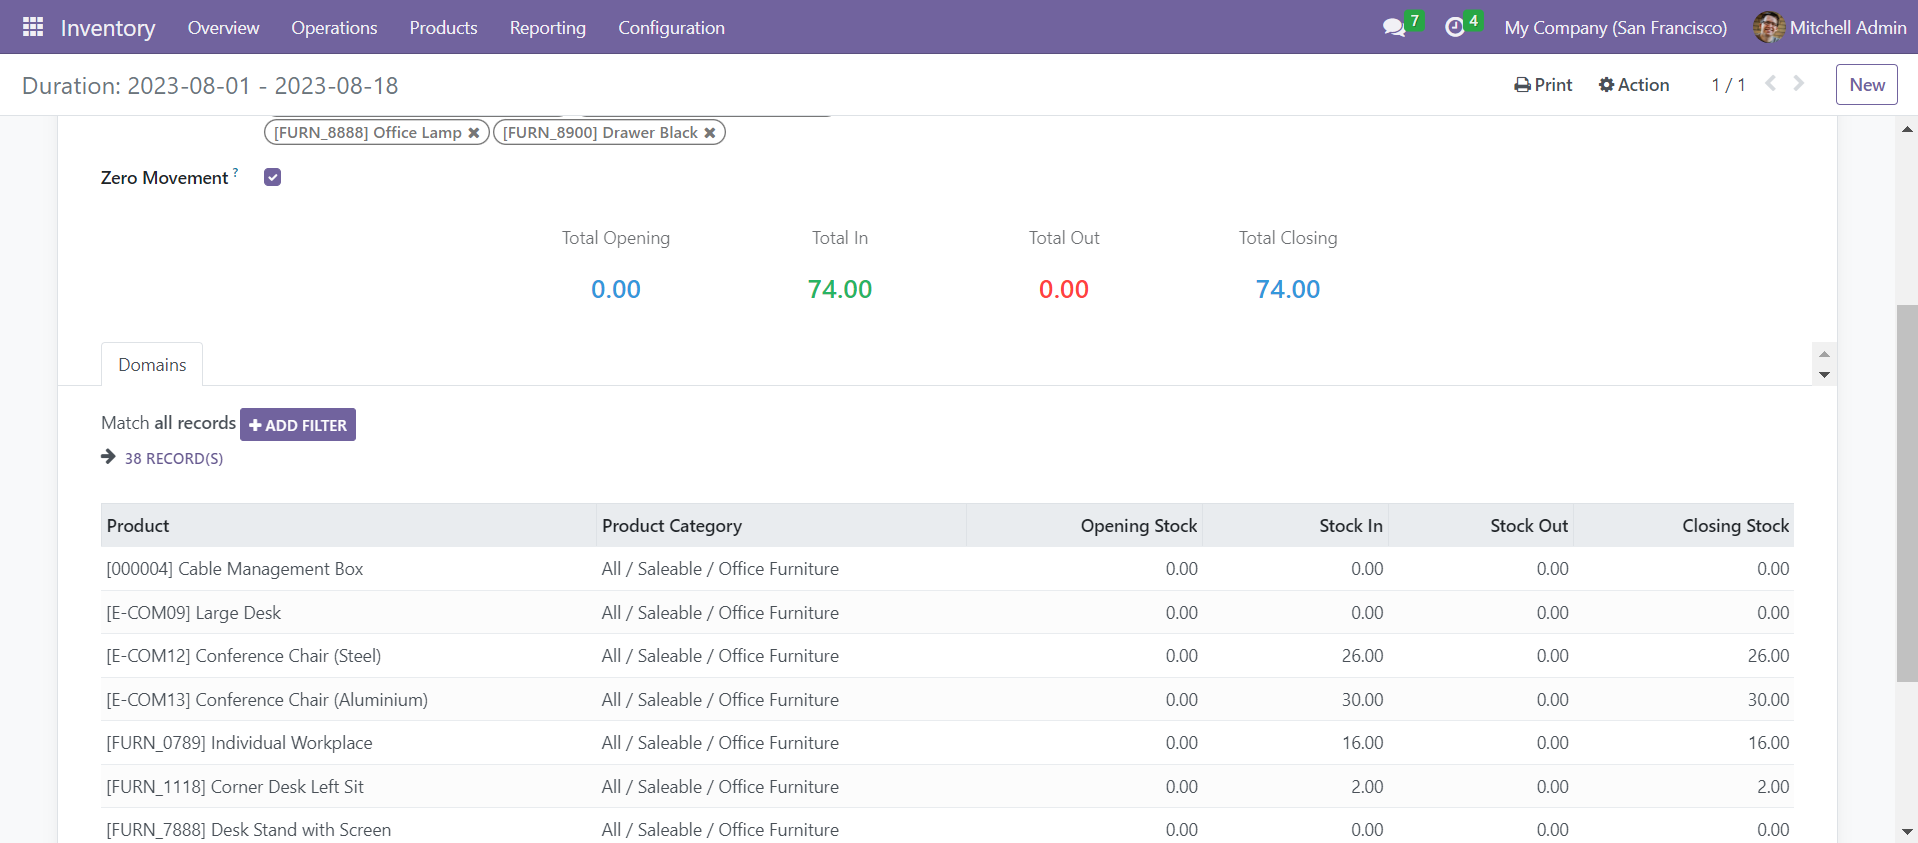 Inventory Overview Operations Products Reporting Configuration 7 4 My Company (San Francisco) Mitchell Admin
Duration: 2023-08-01 - 2023-08-18 Print Action 1 / 1 New
[FURN_8888] Office Lamp [FURN_8900] Drawer Black
Zero Movement ?
Total Opening Total In Total Out Total Closing
0.00 74.00 0.00 74.00
Domains
Match all records ADD FILTER
38 RECORD(S)
Product Product Category Opening Stock Stock In Stock Out Closing Stock
[000004] Cable Management Box All / Saleable / Office Furniture 0.00 0.00 0.00 0.00
[E-COM09] Large Desk All / Saleable / Office Furniture 0.00 0.00 0.00 0.00
[E-COM12] Conference Chair (Steel) All / Saleable / Office Furniture 0.00 26.00 0.00 26.00
[E-COM13] Conference Chair (Aluminium) All / Saleable / Office Furniture 0.00 30.00 0.00 30.00
[FURN_0789] Individual Workplace All / Saleable / Office Furniture 0.00 16.00 0.00 16.00
[FURN_1118] Corner Desk Left Sit All / Saleable / Office Furniture 0.00 2.00 0.00 2.00
[FURN_7888] Desk Stand with Screen All / Saleable / Office Furniture 0.00 0.00 0.00 0.00